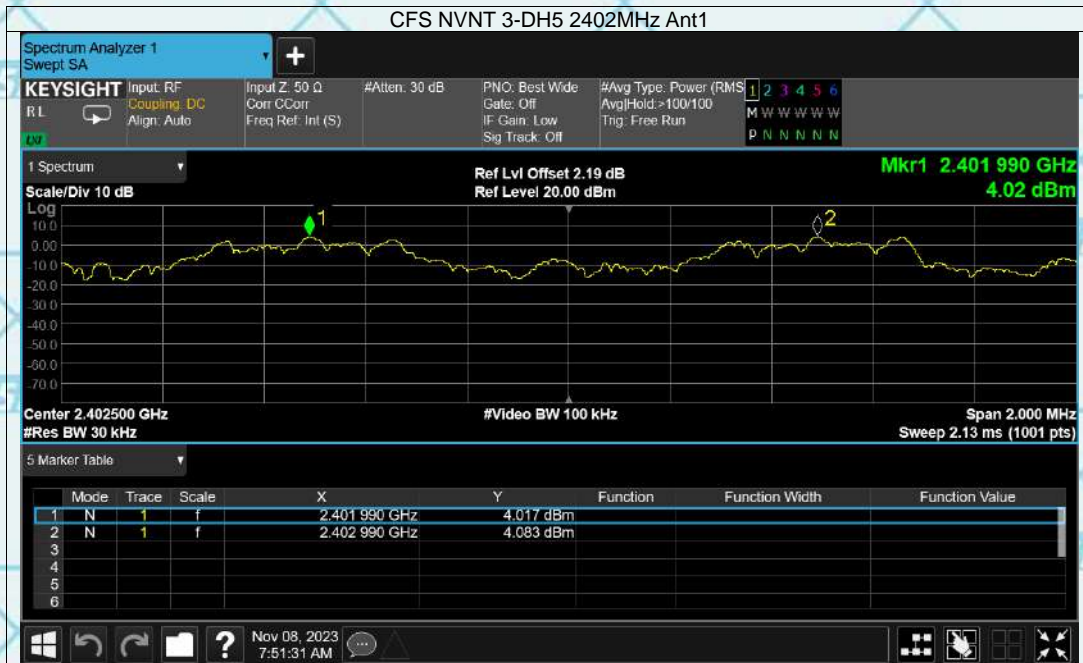 CFS NVNT 3-DH5 2402MHz Ant1
Spectrum Analyzer 1
Swept SA
+
KEYSIGHT Input: RF Input Z: 50 Ω #Atten: 30 dB PNO: Best Wide #Avg Type: Power (RMS 1 2 3 4 5 6
R L Coupling: DC Corr CCorr Gate: Off Avg|Hold:>100/100 M W W W W W
Align: Auto Freq Ref: Int (S) IF Gain: Low Trig: Free Run
LXI Sig Track: Off P N N N N N
1 Spectrum Ref Lvl Offset 2.19 dB Mkr1 2.401 990 GHz
Scale/Div 10 dB Ref Level 20.00 dBm 4.02 dBm
Log
10.0
0.00
-10.0
-20.0
-30.0
-40.0
-50.0
-60.0
-70.0
1
2
Center 2.402500 GHz #Video BW 100 kHz Span 2.000 MHz
#Res BW 30 kHz Sweep 2.13 ms (1001 pts)
5 Marker Table
Mode Trace Scale X Y Function Function Width Function Value
1 N 1 f 2.401 990 GHz 4.017 dBm
2 N 1 f 2.402 990 GHz 4.083 dBm
3
4
5
6
? Nov 08, 2023
7:51:31 AM